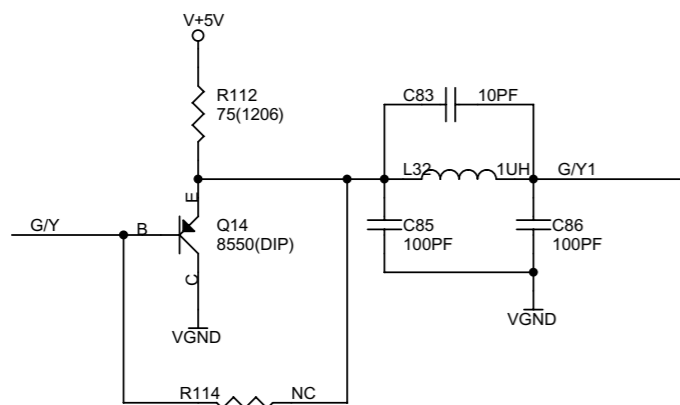 V+5V
R112
75(1206)
C83 10PF
L32 1UH G/Y1
E
G/Y B
Q14
8550(DIP)
C85
100PF
C86
100PF
C
VGND
VGND
R114 NC